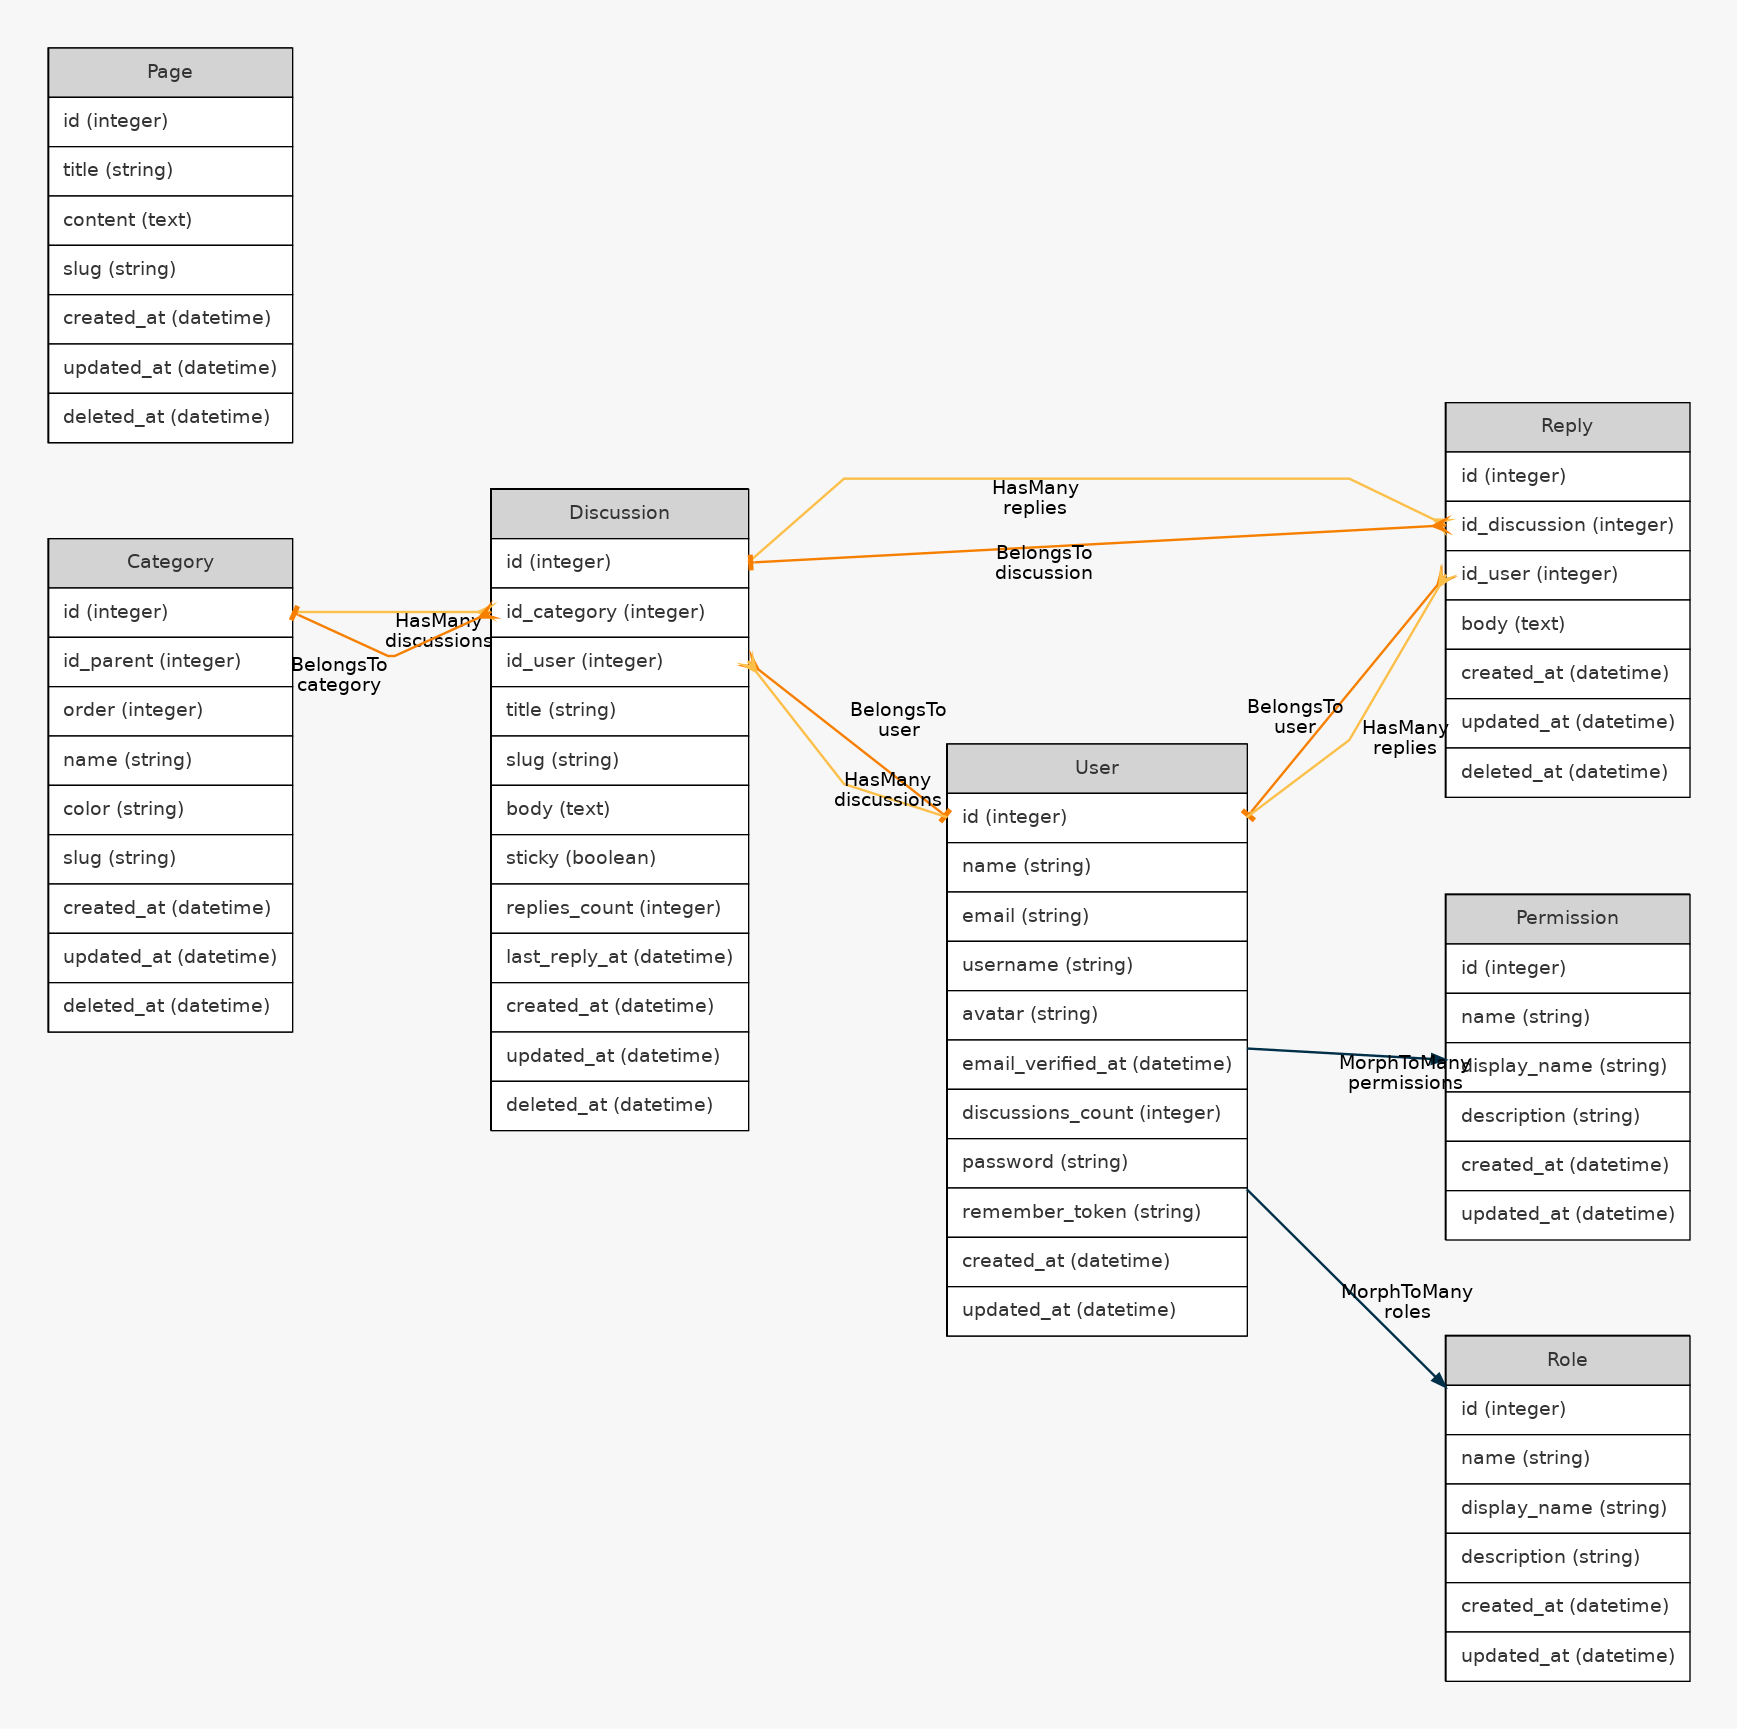 Page
id (integer)
title (string)
content (text)
slug (string)
created_at (datetime)
updated_at (datetime)
deleted_at (datetime)
Category
id (integer)
id_parent (integer)
order (integer)
name (string)
color (string)
slug (string)
created_at (datetime)
updated_at (datetime)
deleted_at (datetime)
HasMany
discussions
BelongsTo
category
Discussion
id (integer)
id_category (integer)
id_user (integer)
title (string)
slug (string)
body (text)
sticky (boolean)
replies_count (integer)
last_reply_at (datetime)
created_at (datetime)
updated_at (datetime)
deleted_at (datetime)
HasMany
replies
BelongsTo
discussion
BelongsTo
user
HasMany
discussions
User
id (integer)
name (string)
email (string)
username (string)
avatar (string)
email_verified_at (datetime)
discussions_count (integer)
password (string)
remember_token (string)
created_at (datetime)
updated_at (datetime)
BelongsTo
user
HasMany
replies
MorphToMany
permissions
MorphToMany
roles
Reply
id (integer)
id_discussion (integer)
id_user (integer)
body (text)
created_at (datetime)
updated_at (datetime)
deleted_at (datetime)
Permission
id (integer)
name (string)
display_name (string)
description (string)
created_at (datetime)
updated_at (datetime)
Role
id (integer)
name (string)
display_name (string)
description (string)
created_at (datetime)
updated_at (datetime)